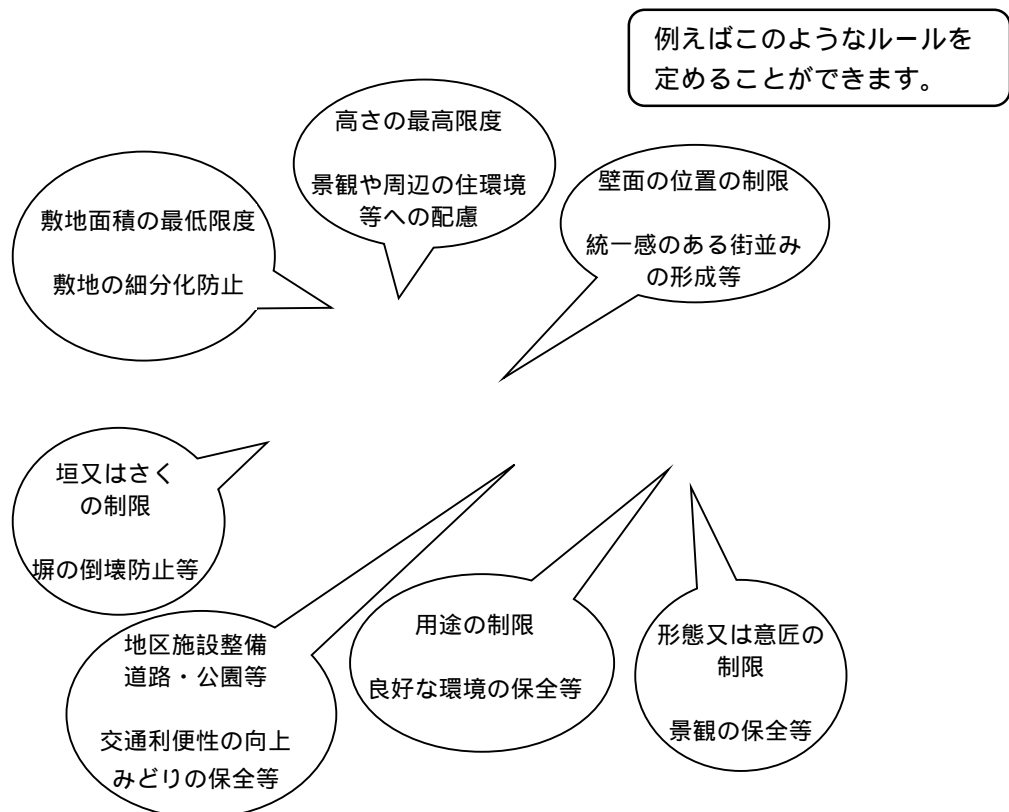 例えばこのようなルールを
定めることができます。
高さの最高限度
景観や周辺の住環境
等への配慮
壁面の位置の制限
統一感のある街並み
の形成等
敷地面積の最低限度
敷地の細分化防止
垣又はさく
の制限
塀の倒壊防止等
地区施設整備
道路・公園等
交通利便性の向上
みどりの保全等
用途の制限
良好な環境の保全等
形態又は意匠の
制限
景観の保全等